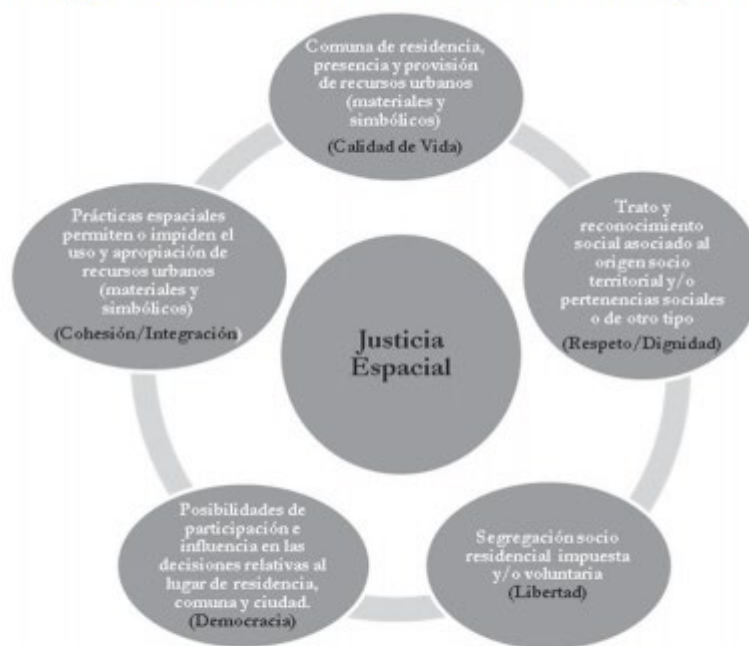 Comuna de residencia,
presencia y provisión
de recursos urbanos
(materiales y
simbólicos)
(Calidad de Vida)
Trato y
reconocimiento
social asociado al
origen socio
territorial y/o
pertenencias sociales
o de otro tipo
(Respeto/Dignidad)
Segregación socio
residencial impuesta
y/o voluntaria
(Libertad)
Posibilidades de
participación e
influencia en las
decisiones relativas al
lugar de residencia,
comuna y ciudad.
(Democracia)
Prácticas espaciales
permiten o impiden el
uso y apropiación de
recursos urbanos
(materiales y
simbólicos)
(Cohesión/Integración)
Justicia
Espacial